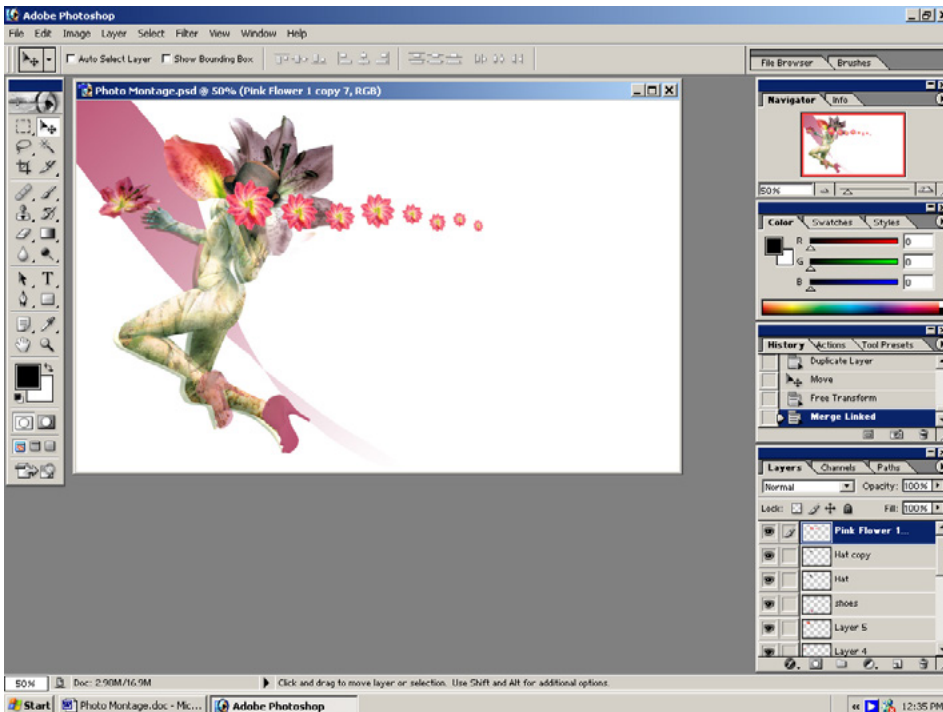 Adobe Photoshop
File Edit Image Layer Select Filter View Window Help
Auto Select Layer Show Bounding Box
File Browser Brushes
Photo Montage.psd @ 50% (Pink Flower 1 copy 7, RGB)
Navigator Info
50%
Color Swatches Styles
R 0
G 0
B 0
History Actions Tool Presets
Duplicate Layer
Move
Free Transform
Merge Linked
Layers Channels Paths
Normal Opacity: 100%
Lock: Fill: 100%
Pink Flower 1...
Hat copy
Hat
shoes
Layer 5
Layer 4
50% Doc: 2.90M/16.9M Click and drag to move layer or selection. Use Shift and Alt for additional options.
Start Photo Montage.doc - Mic... Adobe Photoshop 12:35 PM